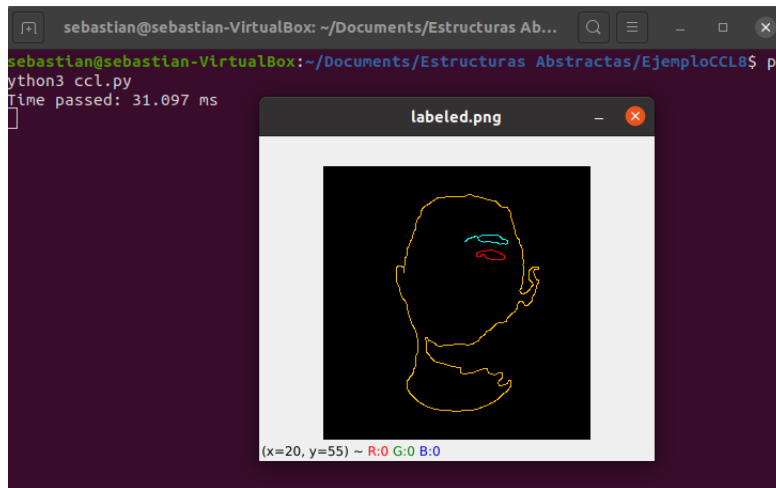 sebastian@sebastian-VirtualBox: ~/Documents/Estructuras Ab...
sebastian@sebastian-VirtualBox:~/Documents/Estructuras Abstractas/EjemploCCL8$ p
ython3 ccl.py
Time passed: 31.097 ms
labeled.png
(x=20, y=55) ~ R:0 G:0 B:0